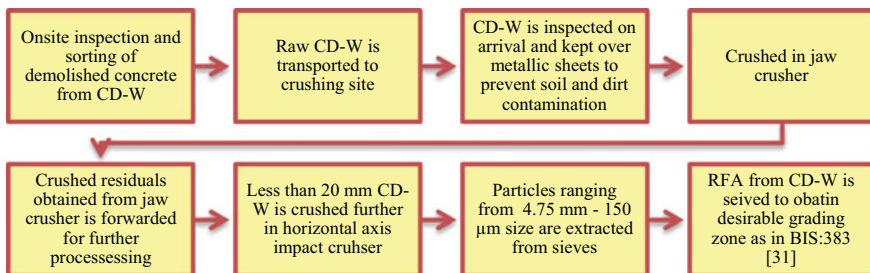 Onsite inspection and
sorting of
demolished concrete
from CD-W
Raw CD-W is
transported to
crushing site
CD-W is inspected on
arrival and kept over
metallic sheets to
prevent soil and dirt
contamination
Crushed in jaw
crusher
Crushed residuals
obtained from jaw
crusher is forwarded
for further
processessing
Less than 20 mm CD-
W is crushed further
in horizontal axis
impact cruhser
Particles ranging
from 4.75 mm - 150
µm size are extracted
from sieves
RFA from CD-W is
seived to obatin
desirable grading
zone as in BIS:383
[31]